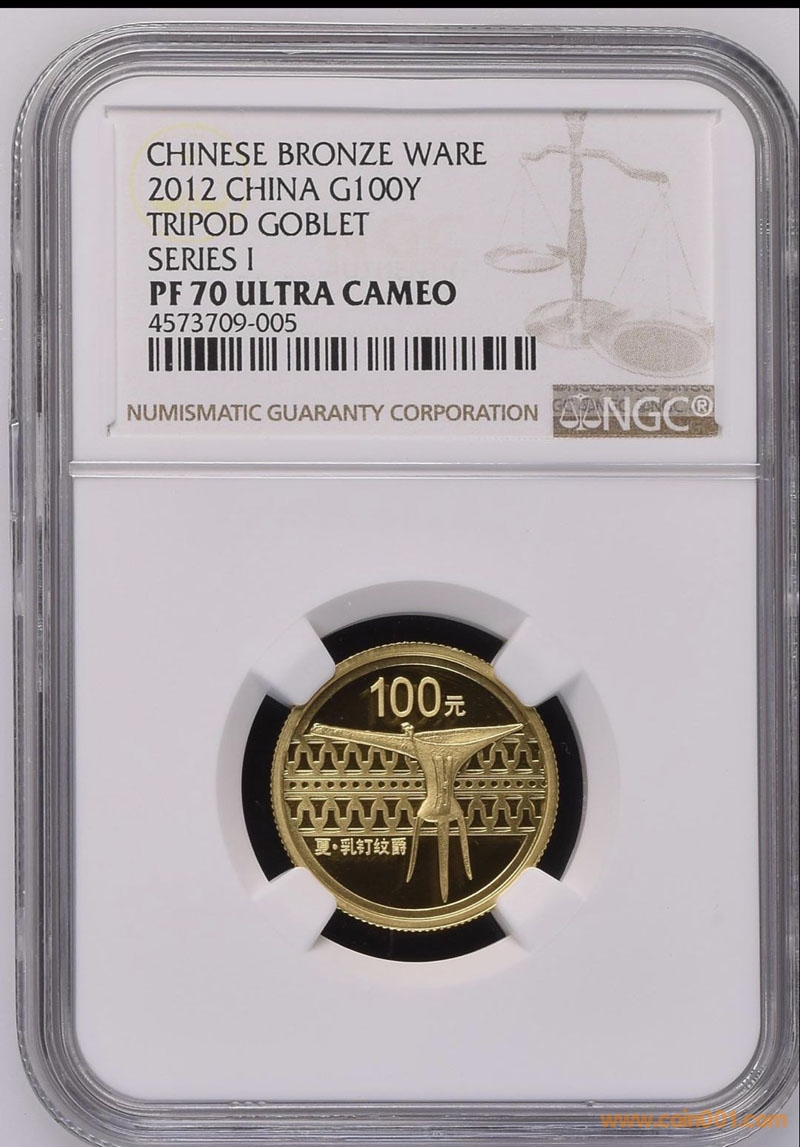 CHINESE BRONZE WARE
2012 CHINA G100Y
TRIPOD GOBLET
SERIES I
PF 70 ULTRA CAMEO
4573709-005
NUMISMATIC GUARANTY CORPORATION
NGC®
100元
夏·乳钉纹爵
www.coin001.com